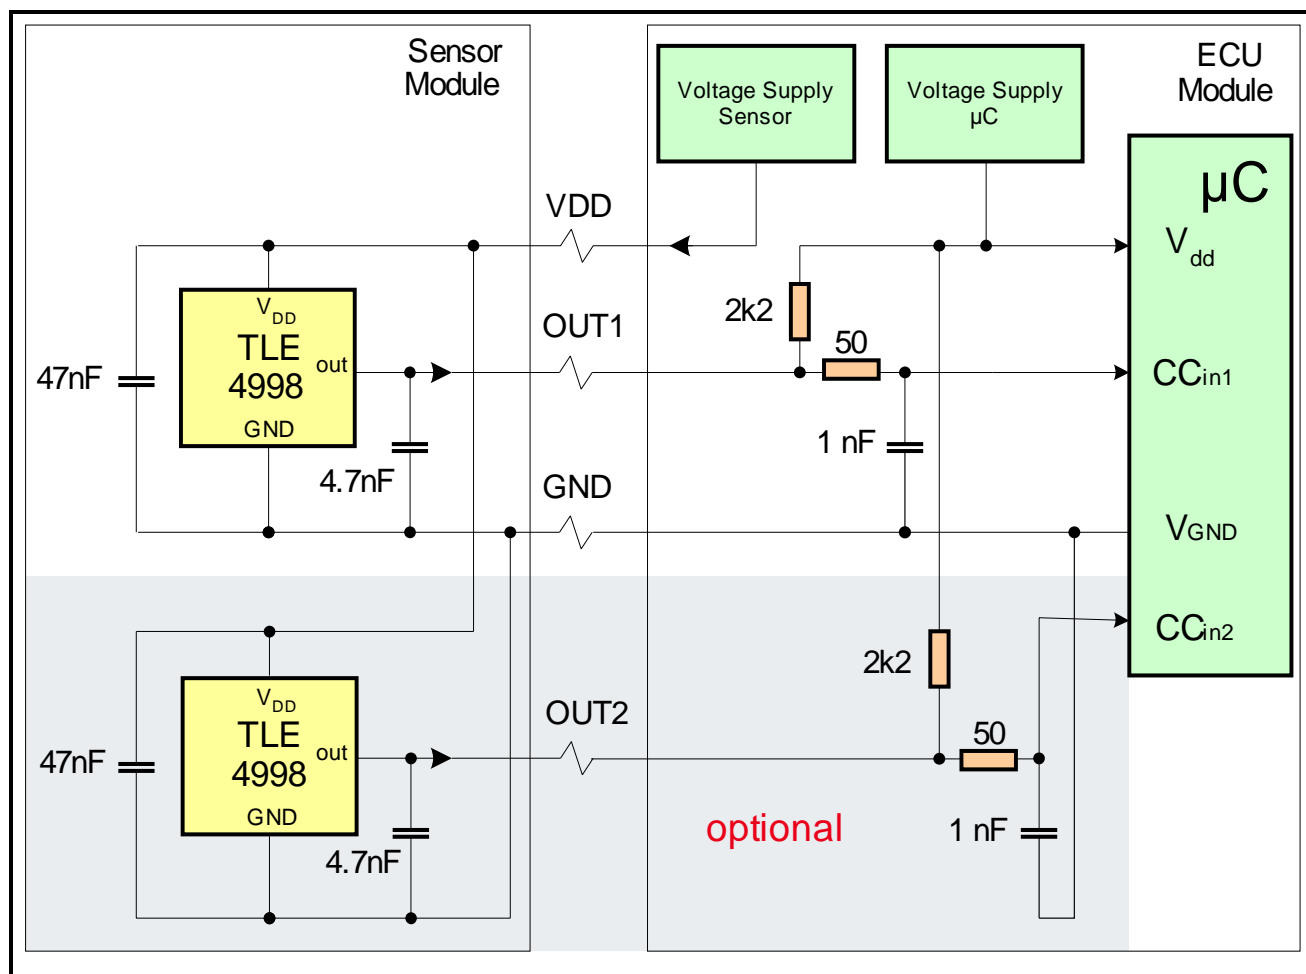 Sensor
Module
ECU
Module
Voltage Supply
Sensor
Voltage Supply
µC
µC
VDD
Vdd
VDD
TLE
4998
out
GND
47nF
4.7nF
OUT1
2k2
50
CCin1
1 nF
GND
VGND
CCin2
2k2
VDD
TLE
4998
out
GND
47nF
4.7nF
OUT2
50
1 nF
optional